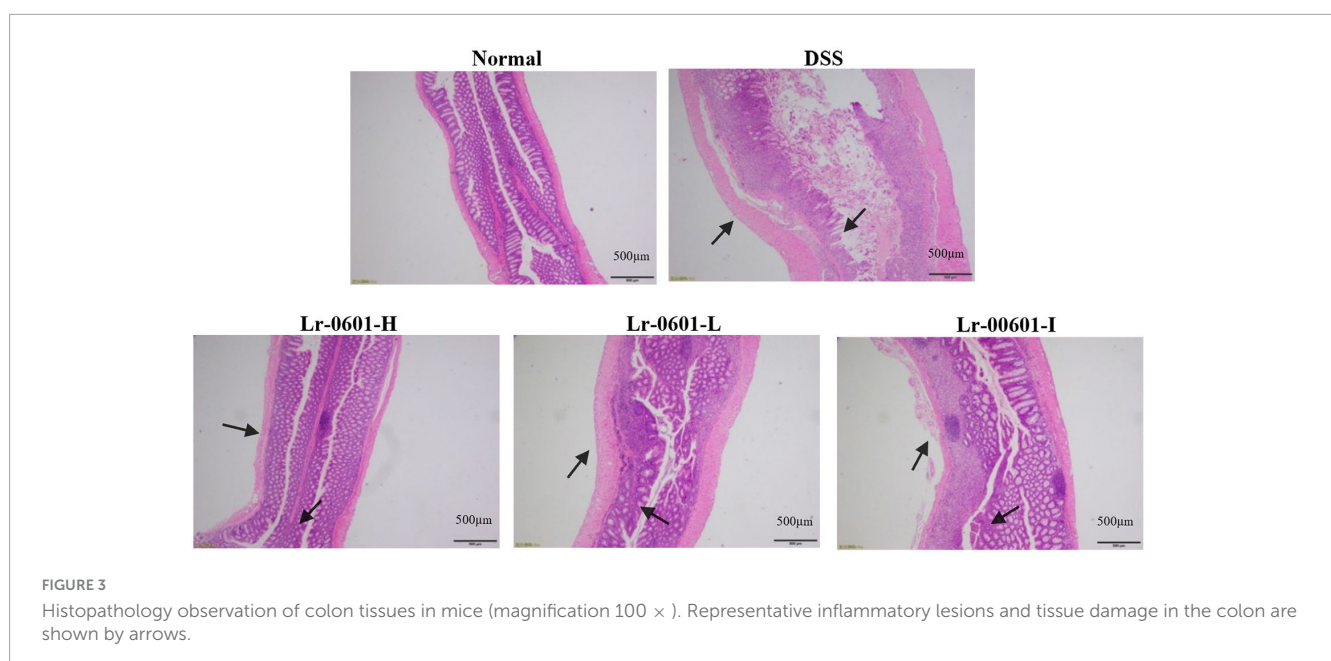 Normal
DSS
500μm
500μm
Lr-0601-H
Lr-0601-L
Lr-00601-I
500μm
500μm
500μm
FIGURE 3
Histopathology observation of colon tissues in mice (magnification 100 × ). Representative inflammatory lesions and tissue damage in the colon are
shown by arrows.